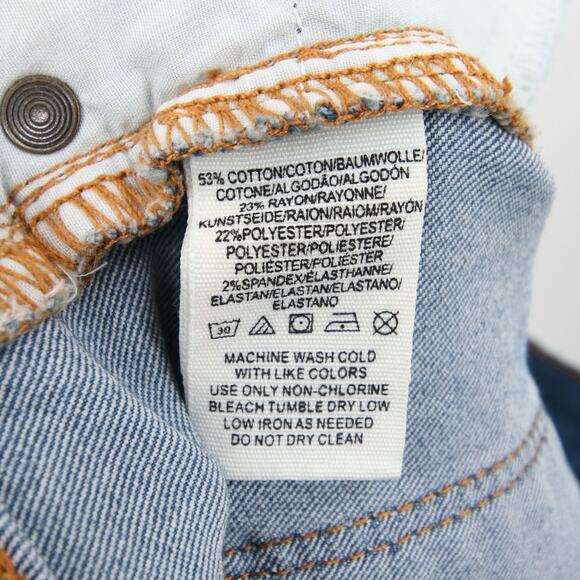 53% COTTON/COTON/BAUMWOLLE/
COTONE/ALGODÃO/ALGODÓN
23% RAYON/RAYONNE/
KUNSTSEIDE/RAION/RAIOM/RAYÓN
22%POLYESTER/POLYESTER/
POLYESTER/POLIESTERE/
POLIÉSTER/POLIÉSTER
2%SPANDEX/ÉLASTHANNE/
ELASTAN/ELASTAN/ELASTANO/
ELASTANO
30
MACHINE WASH COLD
WITH LIKE COLORS
USE ONLY NON-CHLORINE
BLEACH TUMBLE DRY LOW
LOW IRON AS NEEDED
DO NOT DRY CLEAN